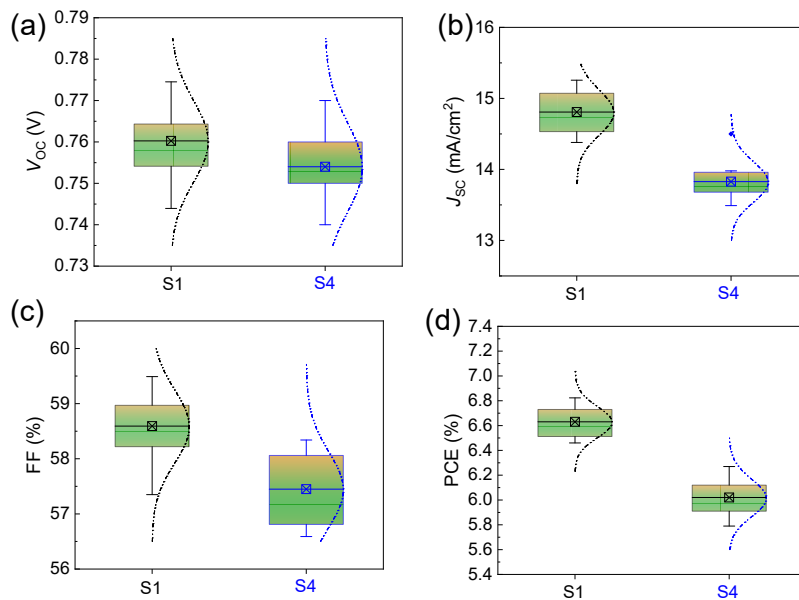 (a)
V_OC (V)
0.79
0.78
0.77
0.76
0.75
0.74
0.73
S1
S4
(b)
J_SC (mA/cm²)
16
15
14
13
S1
S4
(c)
FF (%)
60
59
58
57
56
S1
S4
(d)
PCE (%)
7.4
7.2
7.0
6.8
6.6
6.4
6.2
6.0
5.8
5.6
5.4
S1
S4